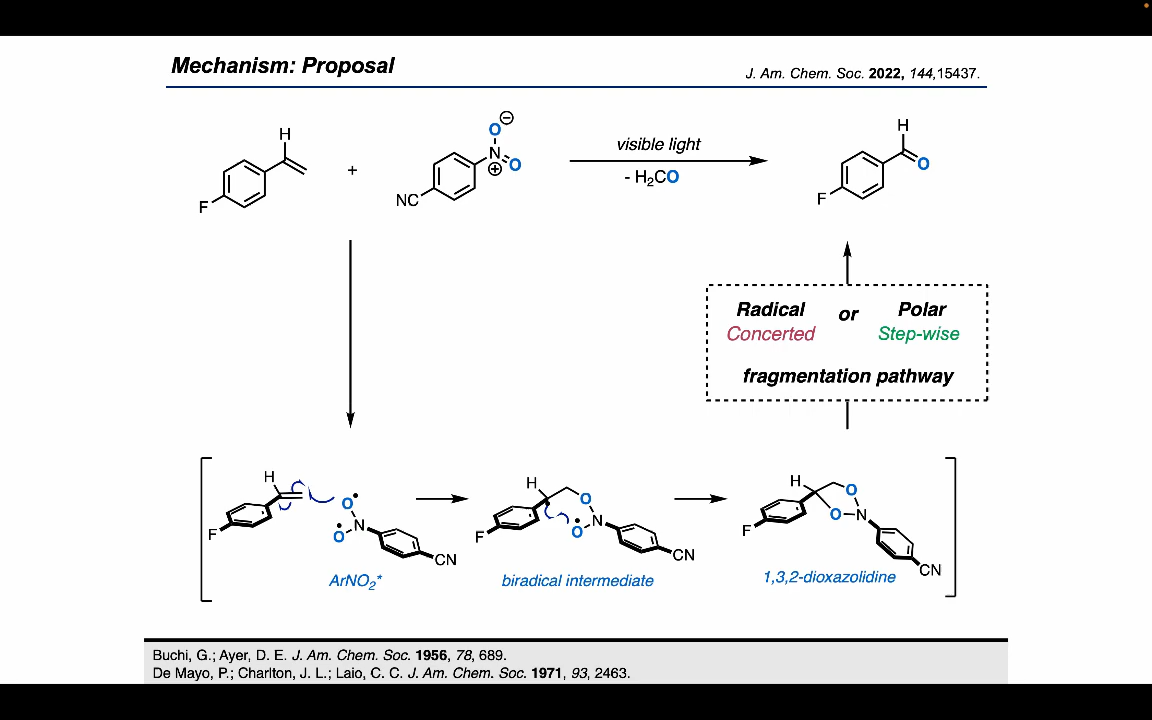 Mechanism: Proposal
J. Am. Chem. Soc. 2022, 144,15437.
H
F
+
O⊖
N
⊕
O
NC
visible light
- H₂CO
H
O
F
Radical or Polar
Concerted Step-wise
fragmentation pathway
H
F
O•
•O
N
CN
ArNO₂*
H
F
O
N
•O
CN
biradical intermediate
H
F
O
O
N
CN
1,3,2-dioxazolidine
Buchi, G.; Ayer, D. E. J. Am. Chem. Soc. 1956, 78, 689.
De Mayo, P.; Charlton, J. L.; Laio, C. C. J. Am. Chem. Soc. 1971, 93, 2463.